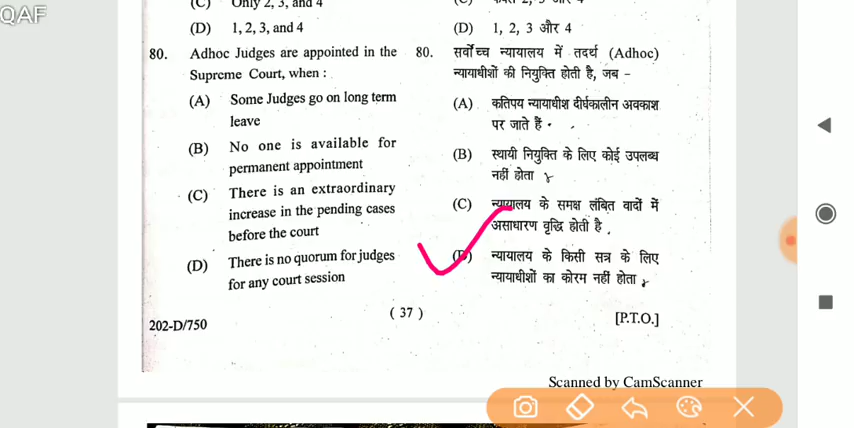 QAF
(C) Only 2, 3, and 4
(D) 1, 2, 3, and 4
80. Adhoc Judges are appointed in the
Supreme Court, when :
(A) Some Judges go on long term
leave
(B) No one is available for
permanent appointment
(C) There is an extraordinary
increase in the pending cases
before the court
(D) There is no quorum for judges
for any court session
(D) 1, 2, 3 और 4
80. सर्वोच्च न्यायालय में तदर्थ (Adhoc)
न्यायाधीशों की नियुक्ति होती है, जब –
(A) कतिपय न्यायाधीश दीर्घकालीन अवकाश
पर जाते हैं
(B) स्थायी नियुक्ति के लिए कोई उपलब्ध
नहीं होता
(C) न्यायालय के समक्ष लंबित वादों में
असाधारण वृद्धि होती है
(D) न्यायालय के किसी सत्र के लिए
न्यायाधीशों का कोरम नहीं होता
( 37 )
202-D/750
[P.T.O.]
Scanned by CamScanner